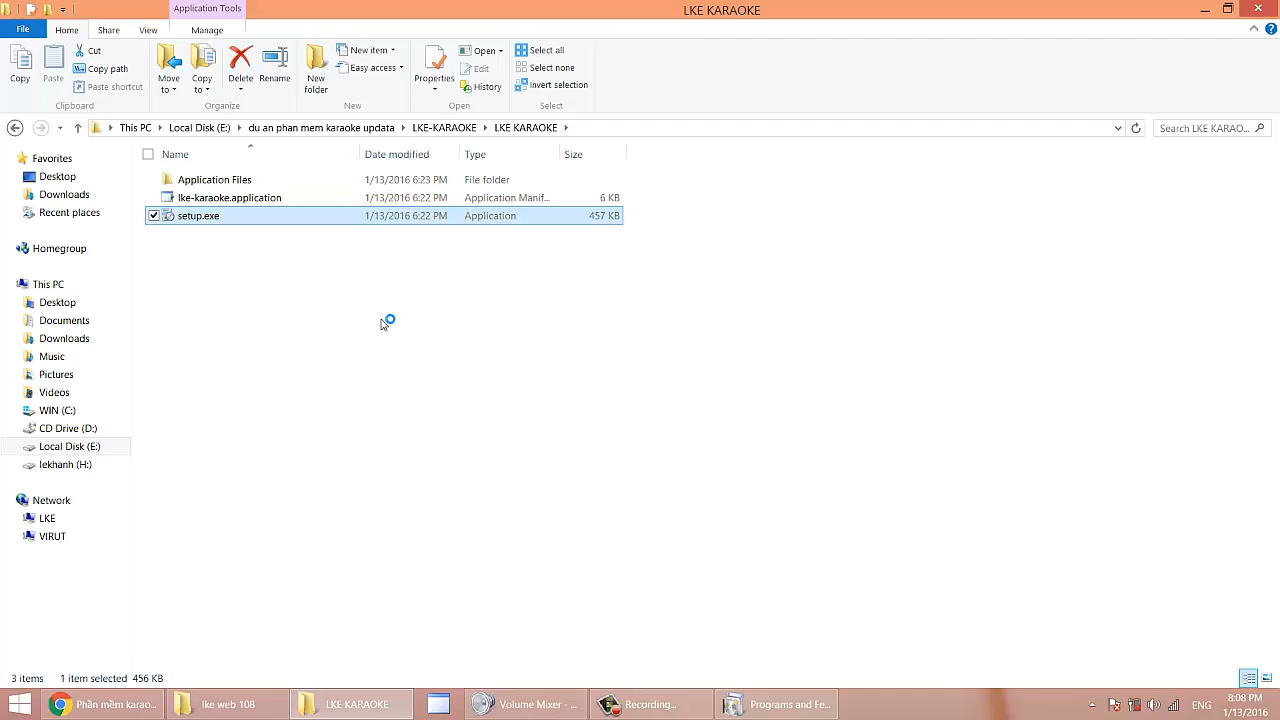 Application Tools
LKE KARAOKE
File
Home
Share
View
Manage
Copy
Paste
Cut
Copy path
Paste shortcut
Clipboard
Move to
Copy to
Delete
Rename
Organize
New folder
New item
Easy access
New
Properties
Open
Edit
History
Open
Select all
Select none
Invert selection
Select
This PC
Local Disk (E:)
du an phan mem karaoke updata
LKE-KARAOKE
LKE KARAOKE
Search LKE KARAO...
Name
Date modified
Type
Size
Application Files
1/13/2016 6:23 PM
File folder
lke-karaoke.application
1/13/2016 6:22 PM
Application Manif...
6 KB
setup.exe
1/13/2016 6:22 PM
Application
457 KB
Favorites
Desktop
Downloads
Recent places
Homegroup
This PC
Desktop
Documents
Downloads
Music
Pictures
Videos
WIN (C:)
CD Drive (D:)
Local Disk (E:)
lekhanh (H:)
Network
LKE
VIRUT
3 items
1 item selected
456 KB
Phần mềm karao...
lke web 108
LKE KARAOKE
Volume Mixer - ...
Recording...
Programs and Fe...
ENG
8:08 PM
1/13/2016